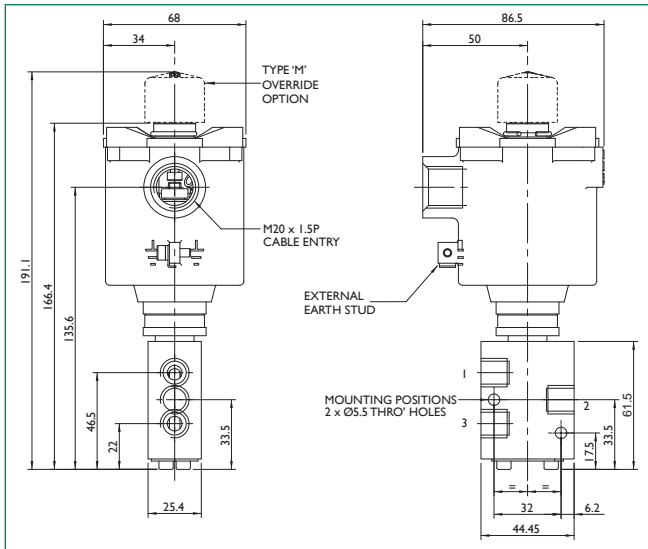 68
34
86.5
50
TYPE 'M'
OVERRIDE
OPTION
M20 x 1.5P
CABLE ENTRY
EXTERNAL
EARTH STUD
191.1
166.4
135.6
46.5
22
33.5
25.4
1
MOUNTING POSITIONS
2 x Ø5.5 THRO' HOLES
2
3
61.5
33.5
17.5
= =
32
6.2
44.45